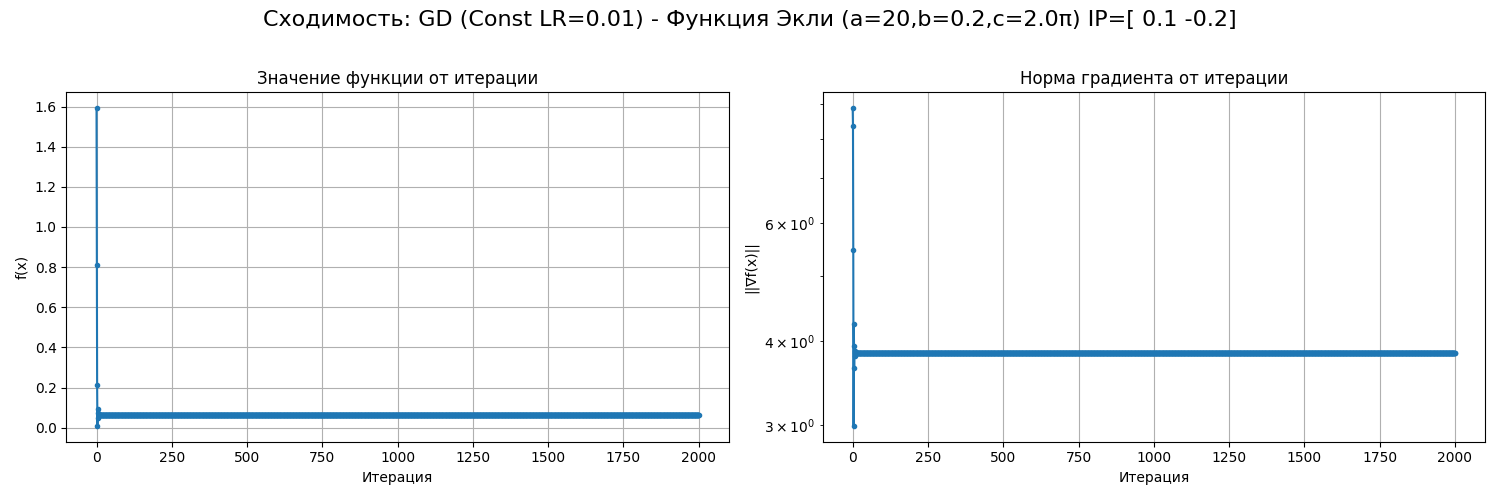 Сходимость: GD (Const LR=0.01) - Функция Экли (a=20,b=0.2,c=2.0π) IP=[ 0.1 -0.2]
Значение функции от итерации
f(x)
1.6
1.4
1.2
1.0
0.8
0.6
0.4
0.2
0.0
0 250 500 750 1000 1250 1500 1750 2000
Итерация
Норма градиента от итерации
||∇f(x)||
6 × 10⁰
4 × 10⁰
3 × 10⁰
0 250 500 750 1000 1250 1500 1750 2000
Итерация